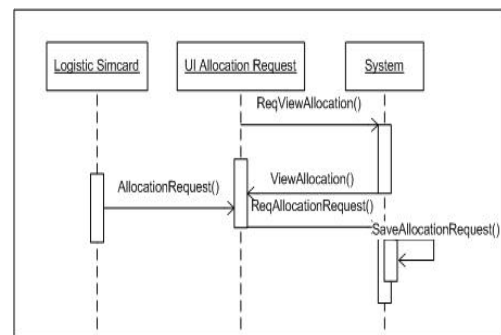 Logistic Simcard
UI Allocation Request
System
ReqViewAllocation()
ViewAllocation()
AllocationRequest()
ReqAllocationRequest()
SaveAllocationRequest()